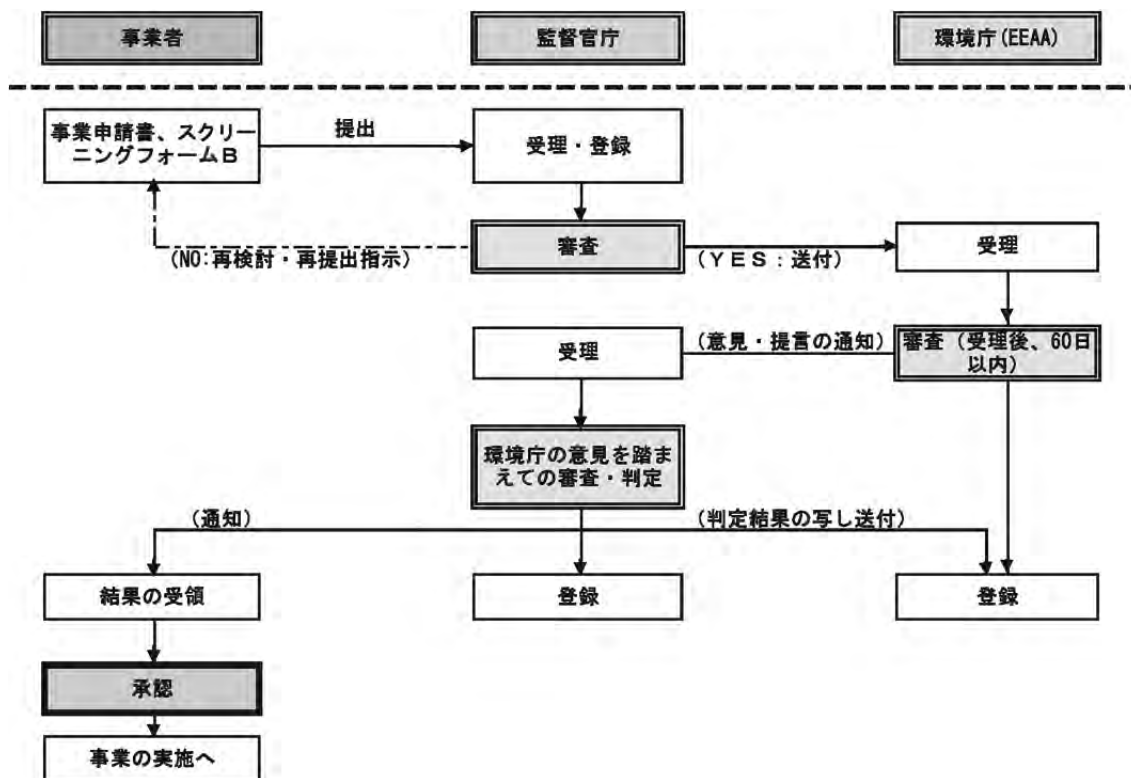 事業者
監督官庁
環境庁(EEAA)
事業申請書、スクリー
ニングフォームB
提出
受理・登録
審査
(NO:再検討・再提出指示)
(YES:送付)
受理
受理
(意見・提言の通知)
審査(受理後、60日
以内)
環境庁の意見を踏ま
えての審査・判定
(通知)
(判定結果の写し送付)
結果の受領
登録
登録
承認
事業の実施へ